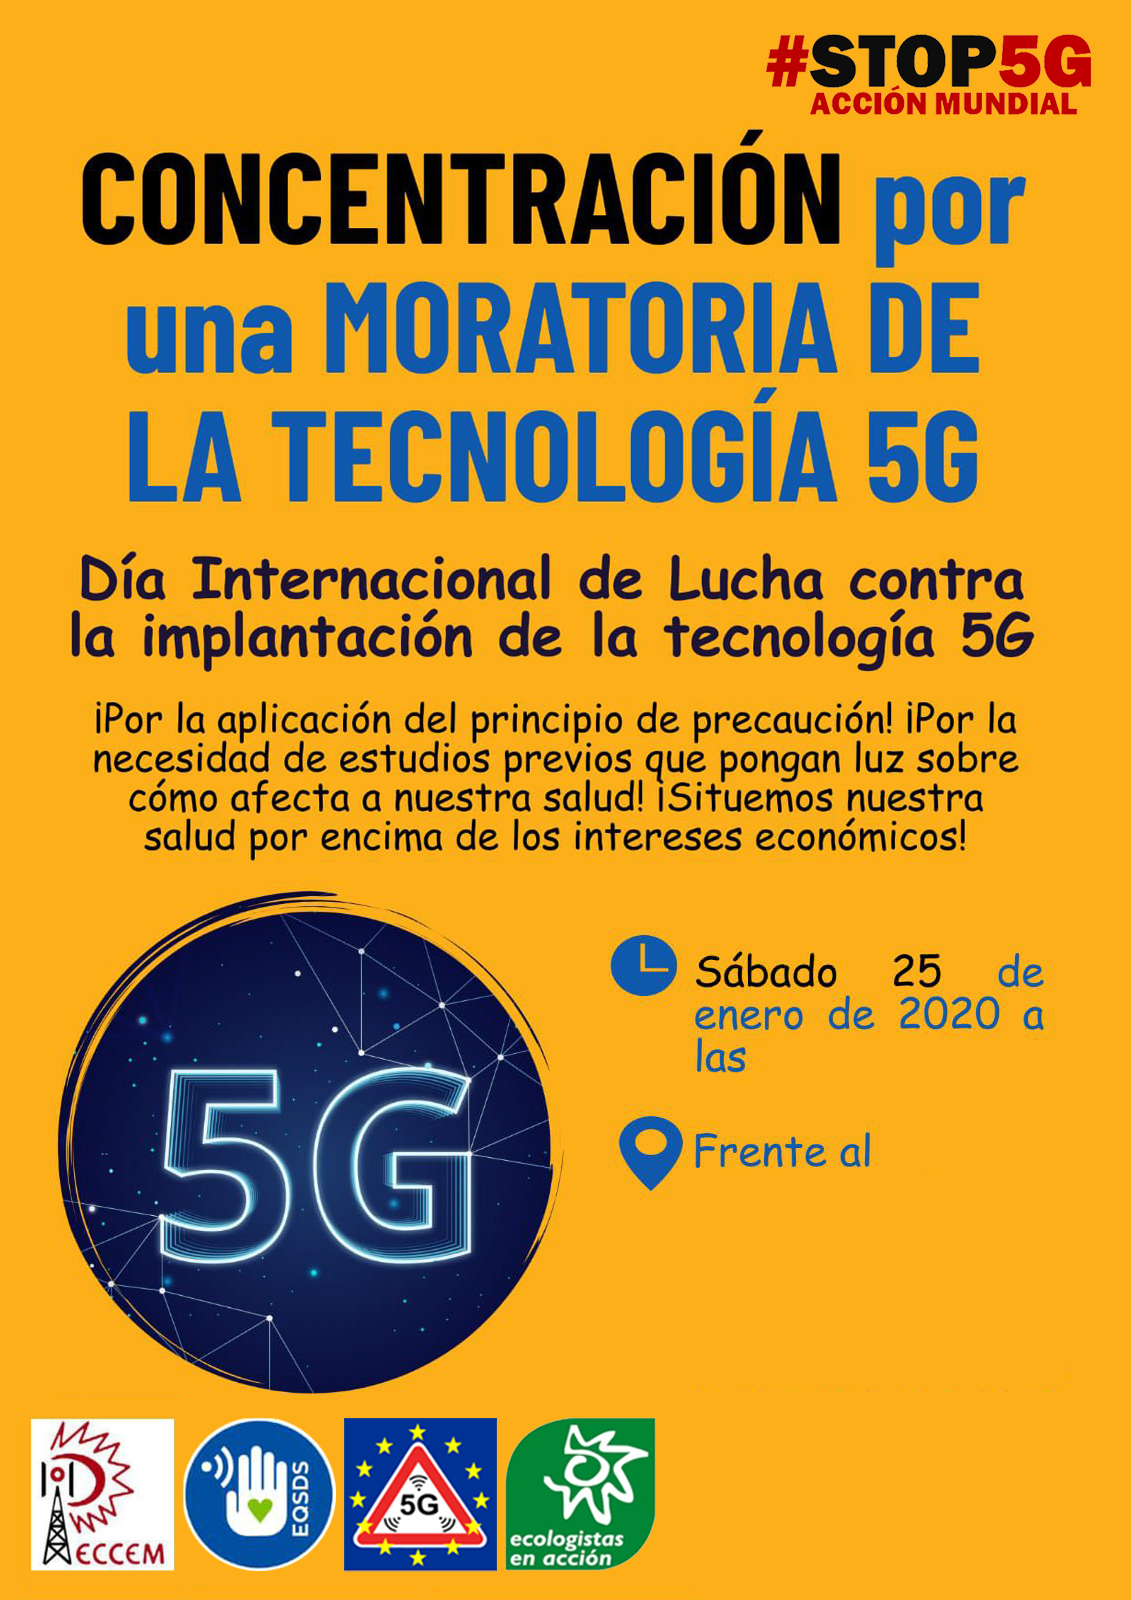 #STOP5G
ACCIÓN MUNDIAL
CONCENTRACIÓN por
una MORATORIA DE
LA TECNOLOGÍA 5G
Día Internacional de Lucha contra
la implantación de la tecnología 5G
¡Por la aplicación del principio de precaución! ¡Por la
necesidad de estudios previos que pongan luz sobre
cómo afecta a nuestra salud! ¡Situemos nuestra
salud por encima de los intereses económicos!
5G
Sábado 25 de
enero de 2020 a
las
Frente al
PECCEM
EQSDS
5G
ecologistas
en acción